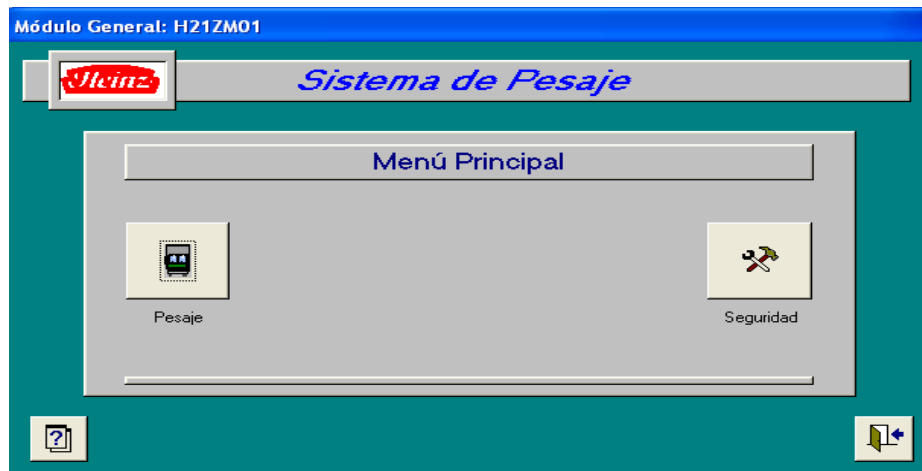 Módulo General: H21ZM01
Heinz
Sistema de Pesaje
Menú Principal
Pesaje
Seguridad
?